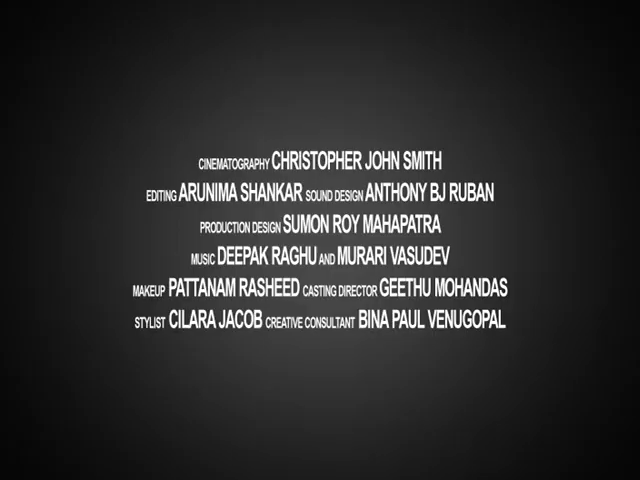 CINEMATOGRAPHY CHRISTOPHER JOHN SMITH
EDITING ARUNIMA SHANKAR SOUND DESIGN ANTHONY BJ RUBAN
PRODUCTION DESIGN SUMON ROY MAHAPATRA
MUSIC DEEPAK RAGHU AND MURARI VASUDEV
MAKEUP PATTANAM RASHEED CASTING DIRECTOR GEETHU MOHANDAS
STYLIST CILARA JACOB CREATIVE CONSULTANT BINA PAUL VENUGOPAL